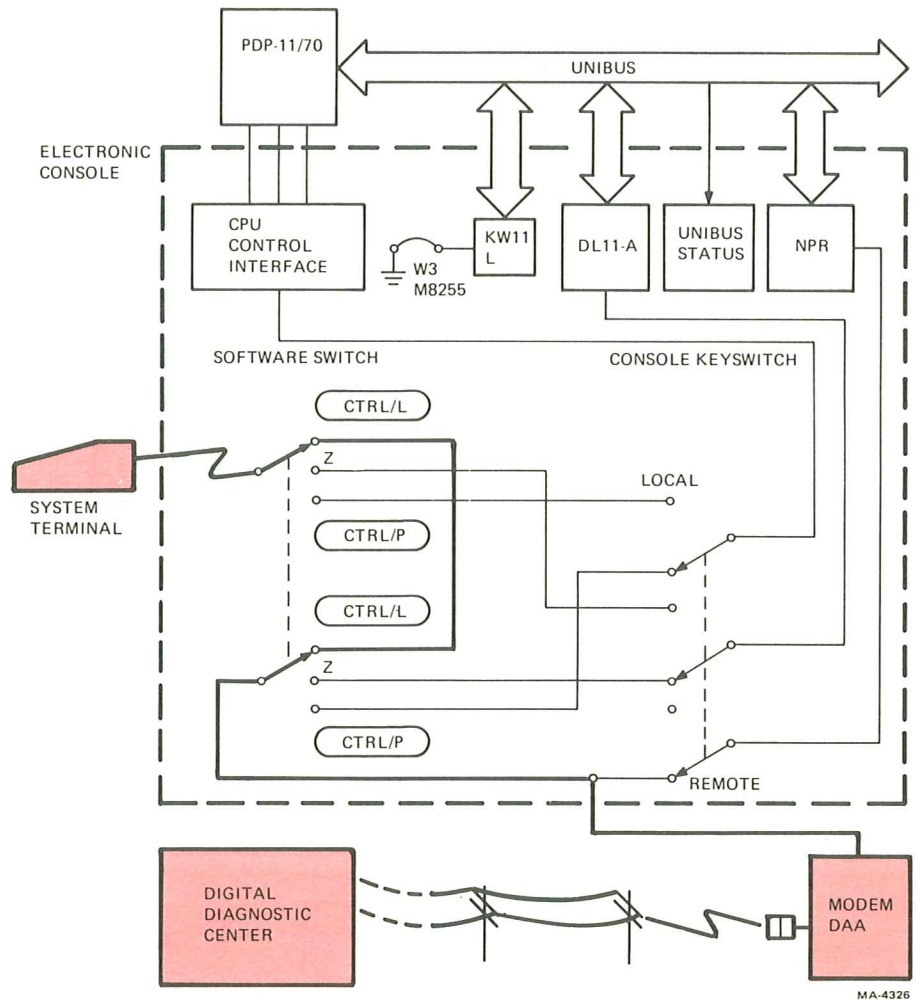 PDP-11/70
UNIBUS
ELECTRONIC
CONSOLE
CPU
CONTROL
INTERFACE
W3
M8255
KW11
L
DL11-A
UNIBUS
STATUS
NPR
SOFTWARE SWITCH
CONSOLE KEYSWITCH
CTRL/L
Z
LOCAL
SYSTEM
TERMINAL
CTRL/P
CTRL/L
Z
CTRL/P
REMOTE
DIGITAL
DIAGNOSTIC
CENTER
MODEM
DAA
MA-4326